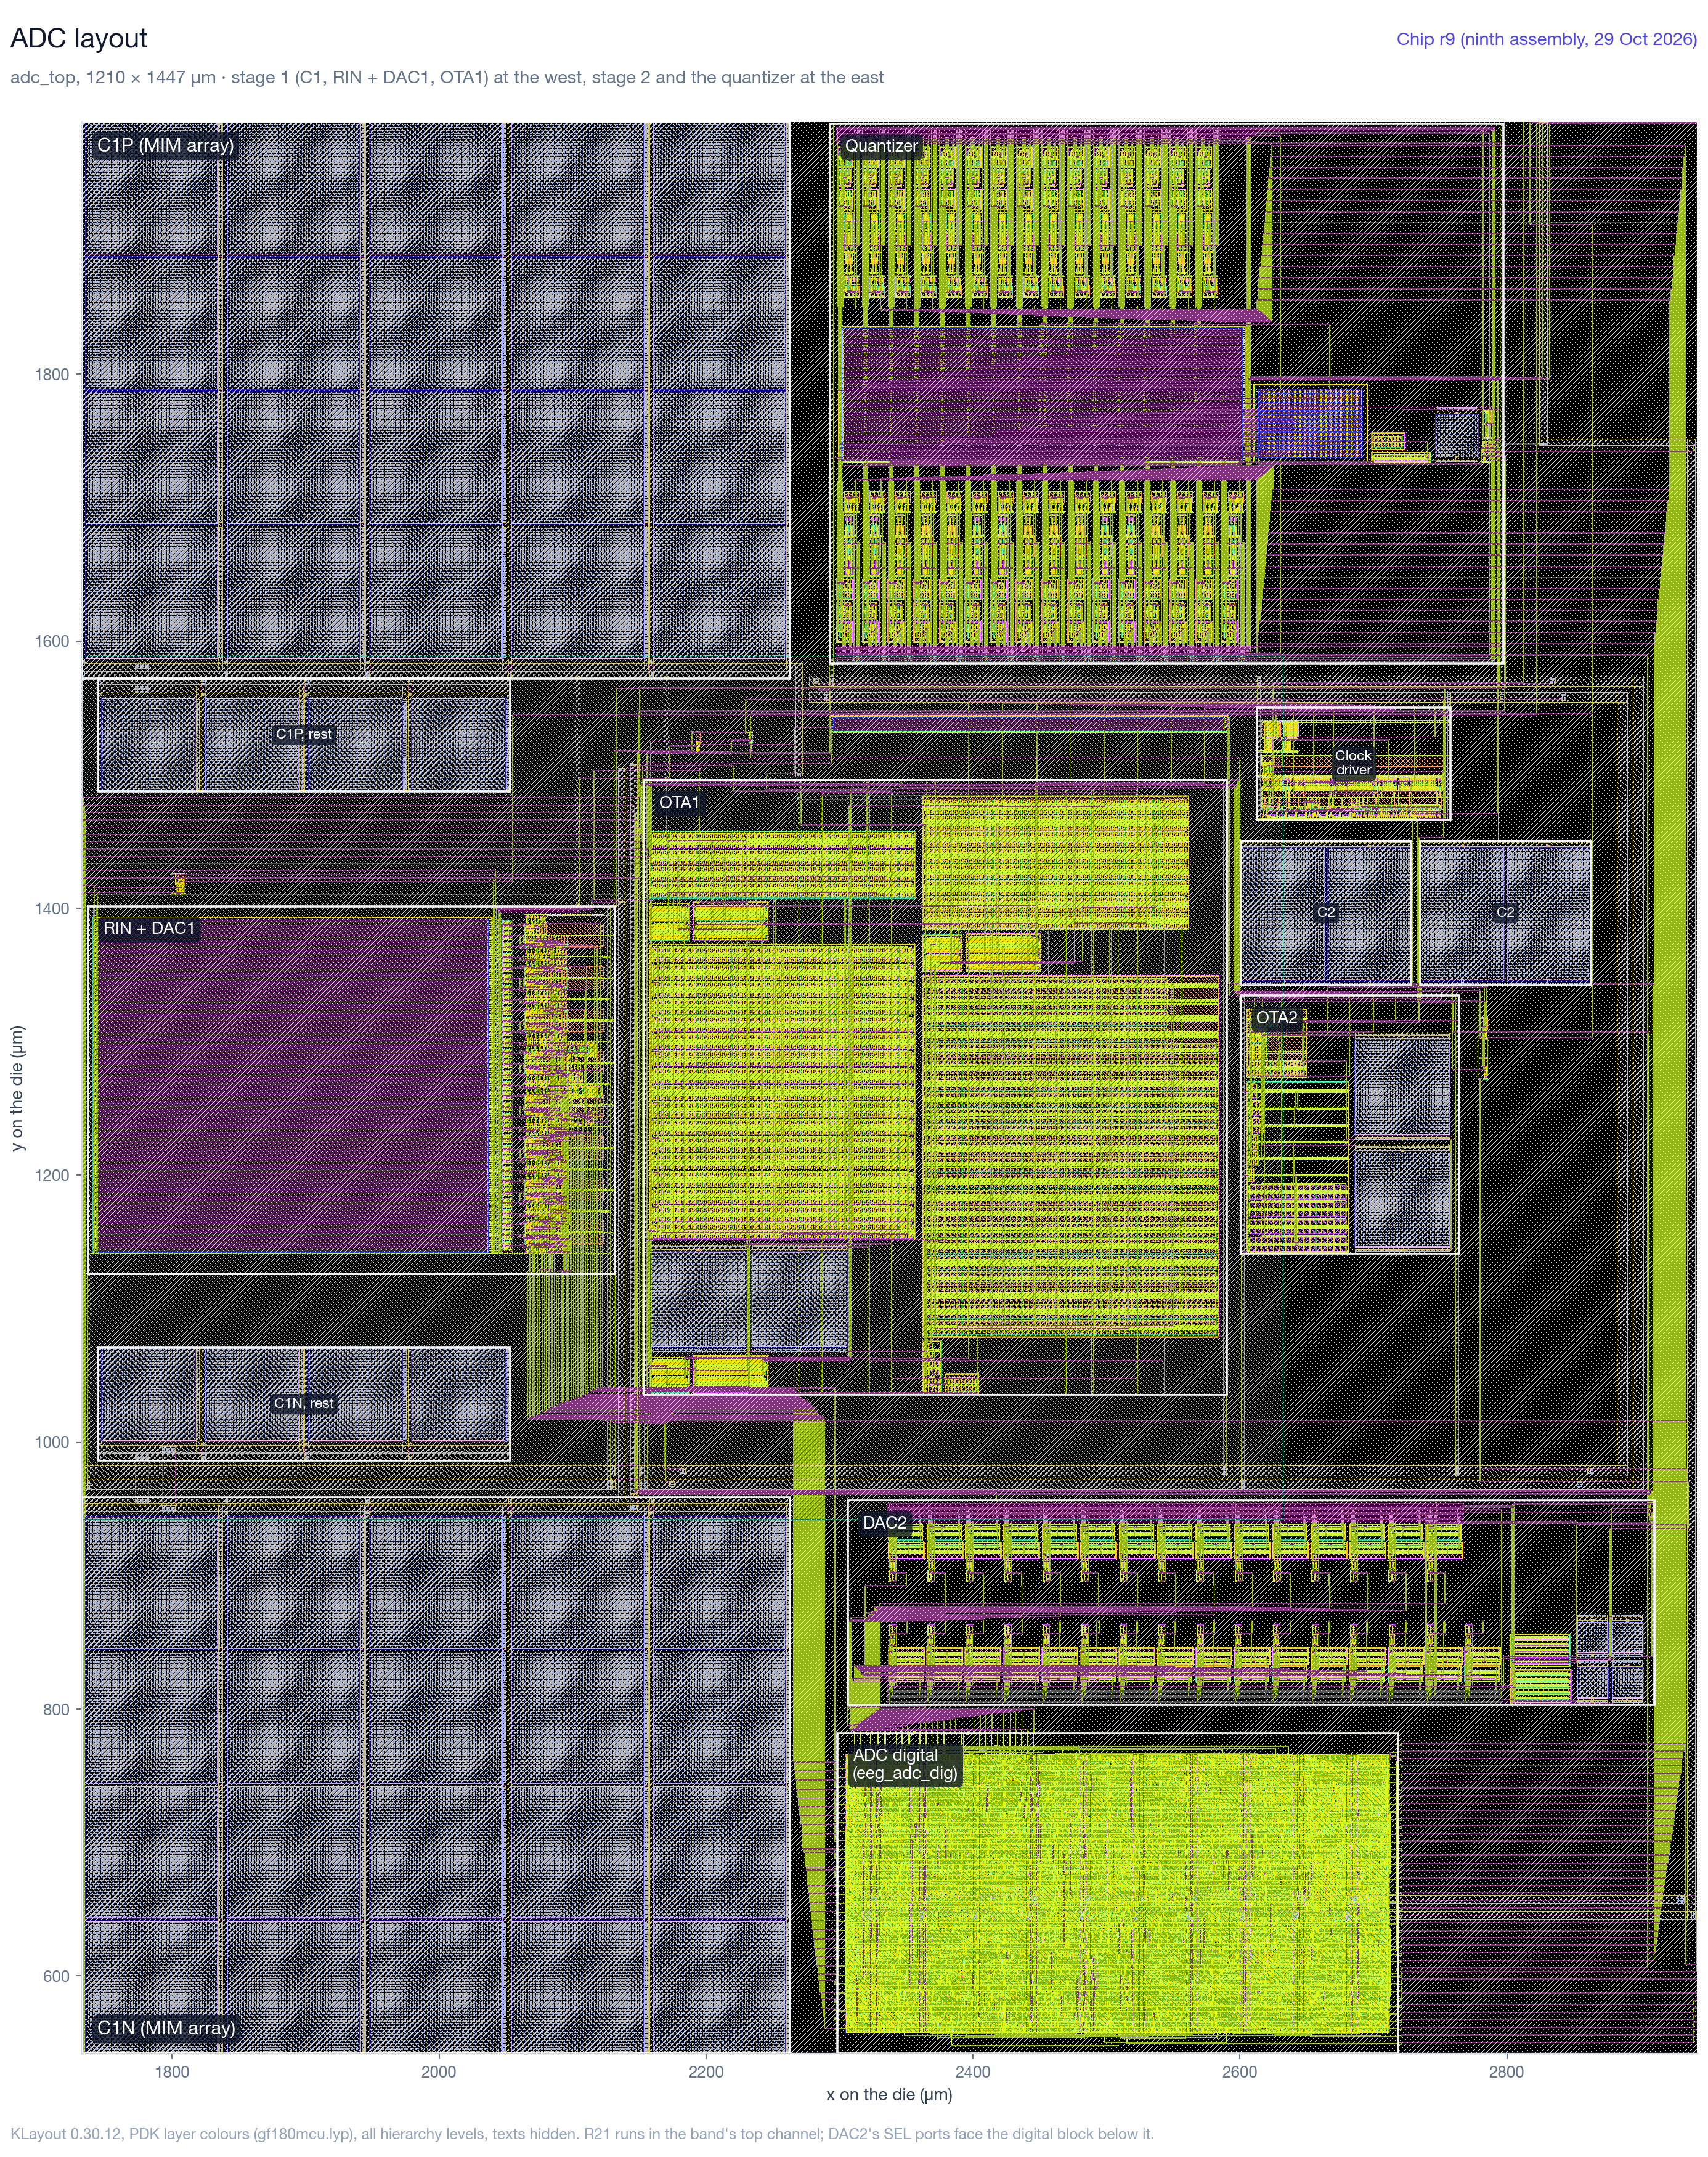 ADC layout
Chip r9 (ninth assembly, 29 Oct 2026)
adc_top, 1210 × 1447 µm · stage 1 (C1, RIN + DAC1, OTA1) at the west, stage 2 and the quantizer at the east
C1P (MIM array)
Quantizer
1800
1600
C1P, rest
Clock
driver
OTA1
C2
C2
1400
RIN + DAC1
OTA2
y on the die (µm)
1200
C1N, rest
1000
DAC2
800
ADC digital
(eeg_adc_dig)
600
C1N (MIM array)
1800
2000
2200
2400
2600
2800
x on the die (µm)
KLayout 0.30.12, PDK layer colours (gf180mcu.lyp), all hierarchy levels, texts hidden. R21 runs in the band's top channel; DAC2's SEL ports face the digital block below it.